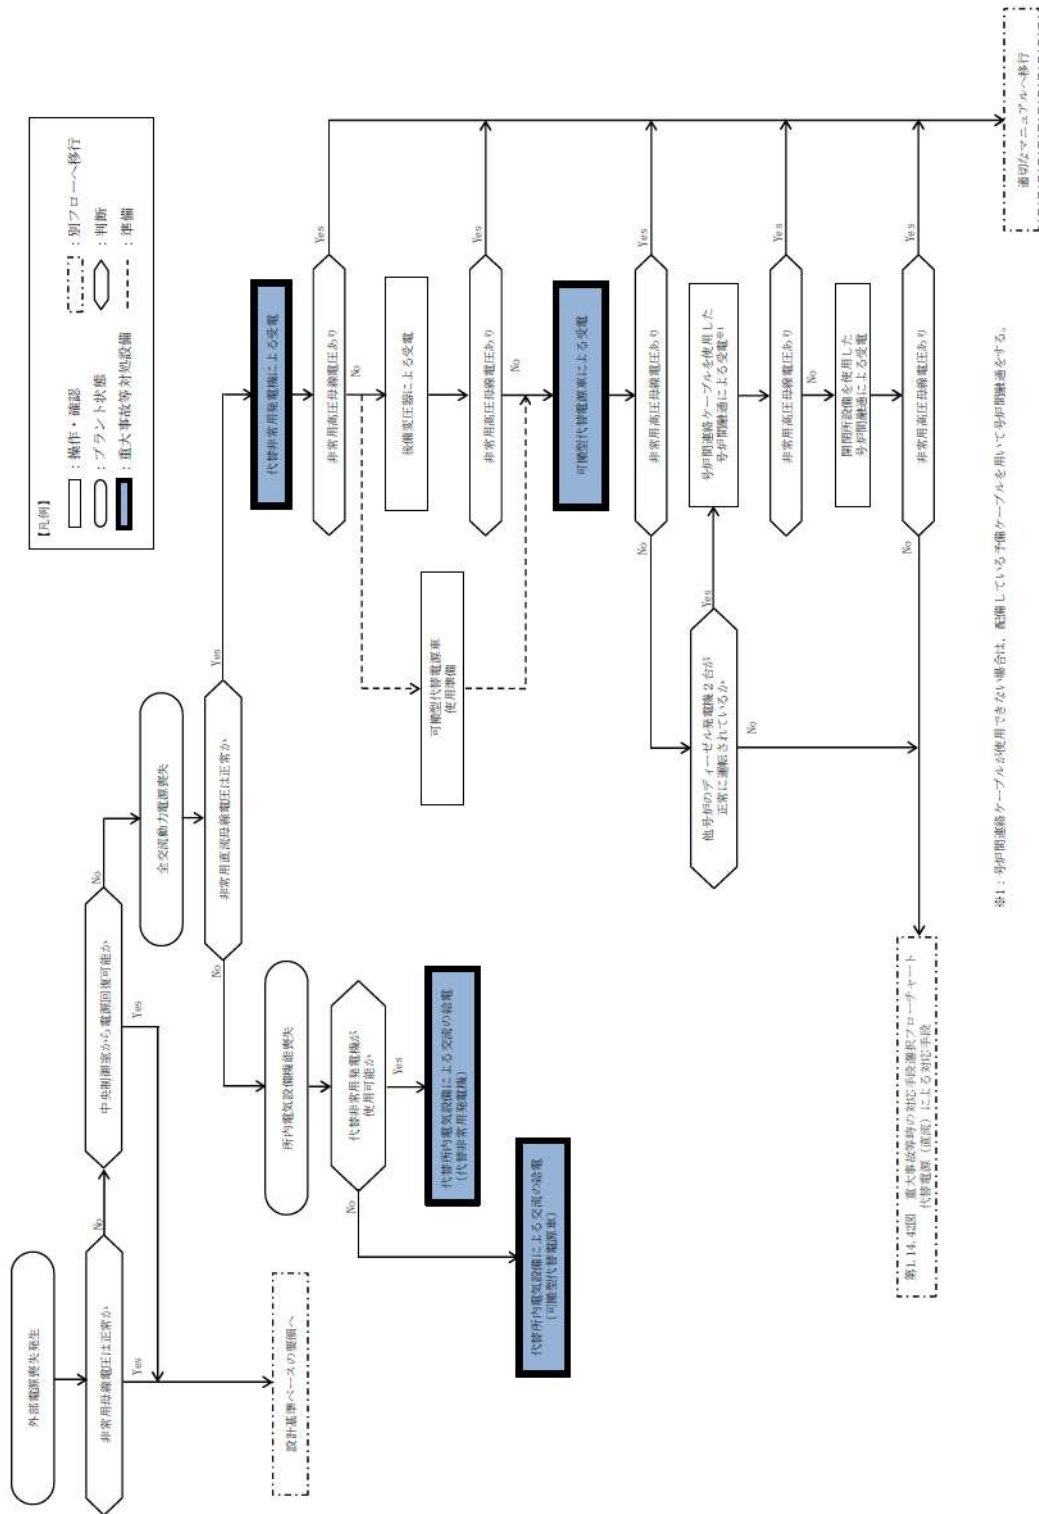 【凡例】
：操作・確認
：プラント状態
：重大事故等対処設備
：別フローへ移行
：判断
：準備
外部電源喪失発生
非常用母線電圧は正常か
Yes
No
設計基準ベースの要領へ
中央制御室から電源回復可能か
Yes
No
全交流動力電源喪失
非常用直流母線電圧は正常か
No
Yes
所内電気設備機能喪失
代替非常用発電機が
使用可能か
Yes
No
代替所内電気設備による交流の給電
（代替非常用発電機）
代替所内電気設備による交流の給電
（可搬型代替電源車）
代替非常用発電機による受電
非常用高圧母線電圧あり
Yes
No
後備変圧器による受電
可搬型代替電源車
使用準備
非常用高圧母線電圧あり
Yes
No
可搬型代替電源車による受電
非常用高圧母線電圧あり
Yes
No
他号炉のディーゼル発電機２台が
正常に運転されているか
Yes
No
号炉間連絡ケーブルを使用した
号炉間融通による受電※1
非常用高圧母線電圧あり
Yes
No
開閉所設備を使用した
号炉間融通による受電
非常用高圧母線電圧あり
Yes
No
適切なマニュアルへ移行
第1.14.42図　重大事故等時の対応手段選択フローチャート
代替電源（直流）による対応手段
※1：号炉間連絡ケーブルが使用できない場合は，配備している予備ケーブルを用いて号炉間融通をする。